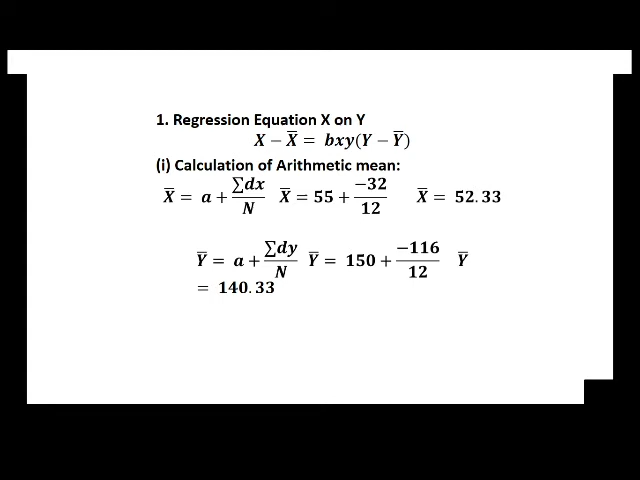 1. Regression Equation X on Y
X − X̅ = bxy(Y − Y̅)
(i) Calculation of Arithmetic mean:
X̅ = a + ∑dx/N X̅ = 55 + −32/12 X̅ = 52.33
Y̅ = a + ∑dy/N Y̅ = 150 + −116/12 Y̅
= 140.33